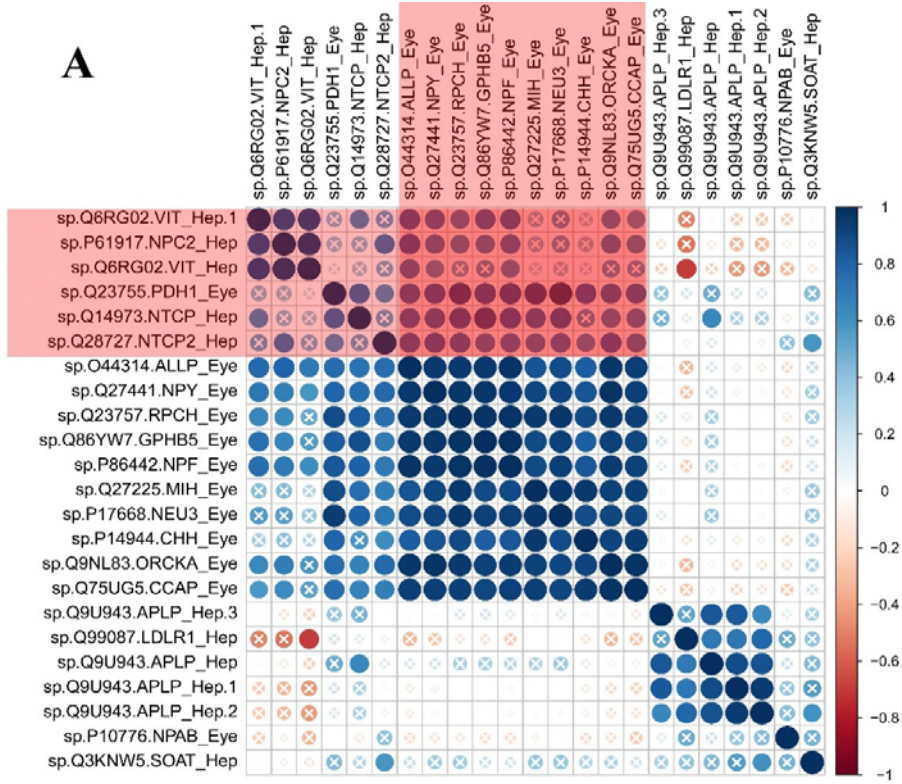 A
sp.Q6RG02.VIT_Hep.1
sp.P61917.NPC2_Hep
sp.Q6RG02.VIT_Hep
sp.Q23755.PDH1_Eye
sp.Q14973.NTCP_Hep
sp.Q28727.NTCP2_Hep
sp.O44314.ALLP_Eye
sp.Q27441.NPY_Eye
sp.Q23757.RPCH_Eye
sp.Q86YW7.GPHB5_Eye
sp.P86442.NPF_Eye
sp.Q27225.MIH_Eye
sp.P17668.NEU3_Eye
sp.P14944.CHH_Eye
sp.Q9NL83.ORCKA_Eye
sp.Q75UG5.CCAP_Eye
sp.Q9U943.APLP_Hep.3
sp.Q99087.LDLR1_Hep
sp.Q9U943.APLP_Hep
sp.Q9U943.APLP_Hep.1
sp.Q9U943.APLP_Hep.2
sp.P10776.NPAB_Eye
sp.Q3KNW5.SOAT_Hep
sp.Q6RG02.VIT_Hep.1
sp.P61917.NPC2_Hep
sp.Q6RG02.VIT_Hep
sp.Q23755.PDH1_Eye
sp.Q14973.NTCP_Hep
sp.Q28727.NTCP2_Hep
sp.O44314.ALLP_Eye
sp.Q27441.NPY_Eye
sp.Q23757.RPCH_Eye
sp.Q86YW7.GPHB5_Eye
sp.P86442.NPF_Eye
sp.Q27225.MIH_Eye
sp.P17668.NEU3_Eye
sp.P14944.CHH_Eye
sp.Q9NL83.ORCKA_Eye
sp.Q75UG5.CCAP_Eye
sp.Q9U943.APLP_Hep.3
sp.Q99087.LDLR1_Hep
sp.Q9U943.APLP_Hep
sp.Q9U943.APLP_Hep.1
sp.Q9U943.APLP_Hep.2
sp.P10776.NPAB_Eye
sp.Q3KNW5.SOAT_Hep
1
0.8
0.6
0.4
0.2
0
−0.2
−0.4
−0.6
−0.8
−1